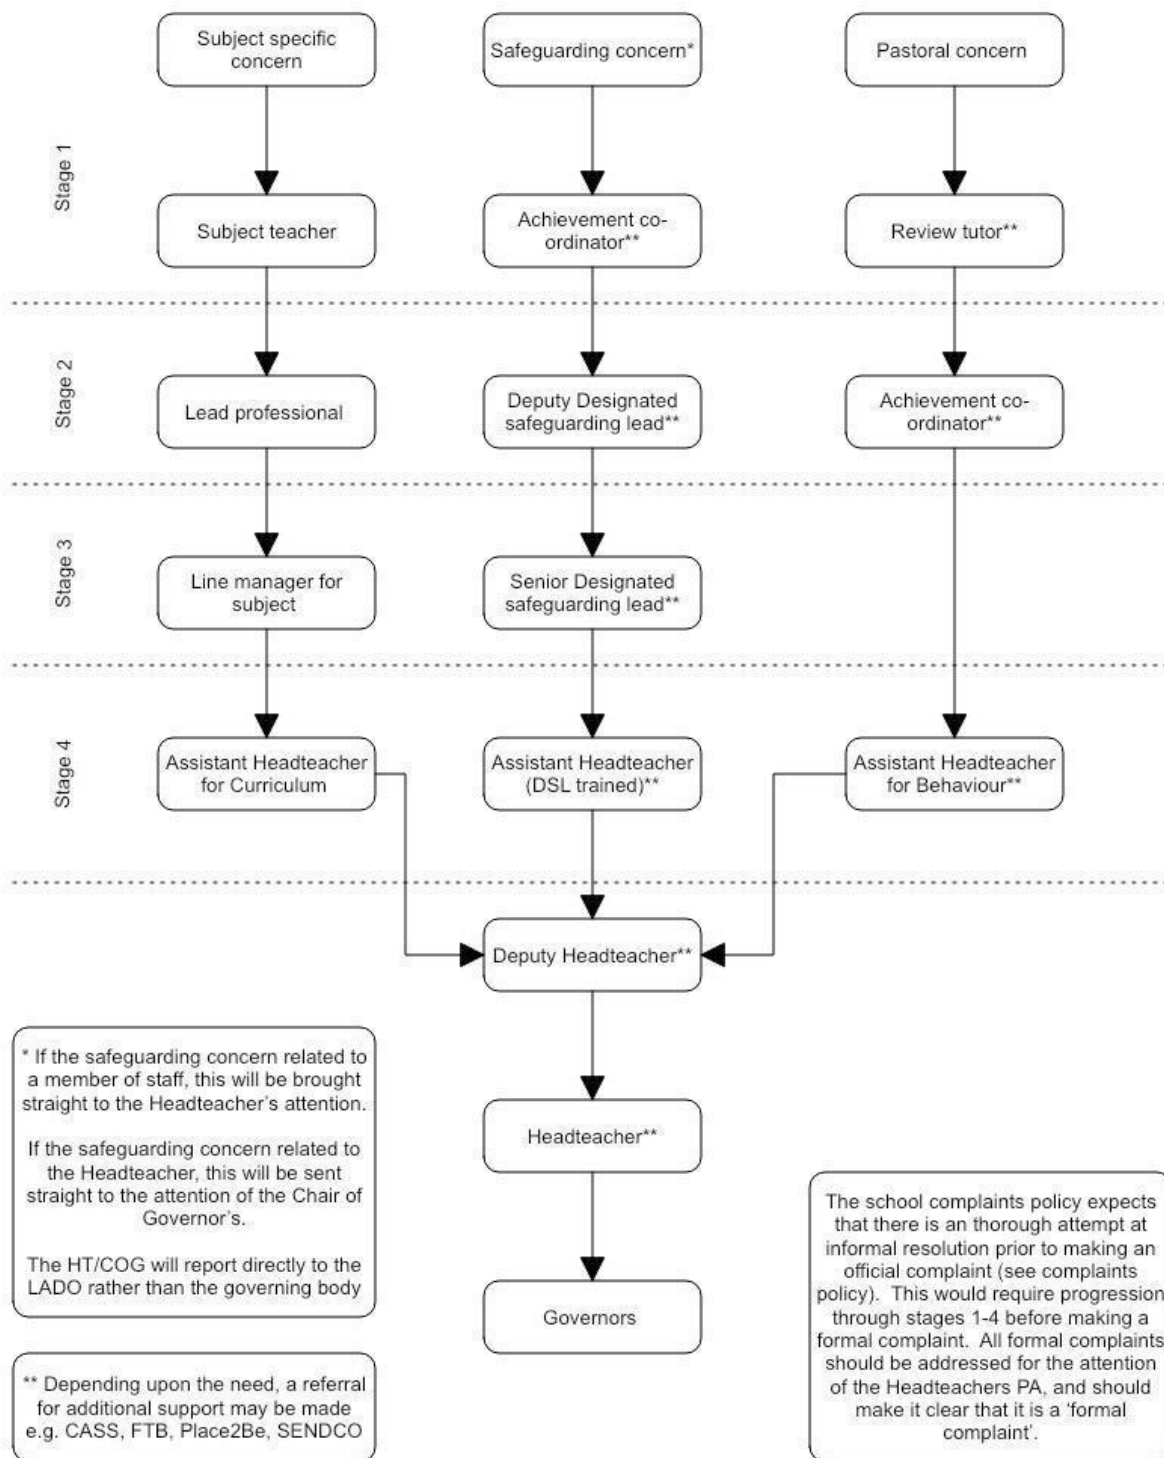 Subject specific
concern
Safeguarding concern*
Pastoral concern
Stage 1
Subject teacher
Achievement co-
ordinator**
Review tutor**
Stage 2
Lead professional
Deputy Designated
safeguarding lead**
Achievement co-
ordinator**
Stage 3
Line manager for
subject
Senior Designated
safeguarding lead**
Stage 4
Assistant Headteacher
for Curriculum
Assistant Headteacher
(DSL trained)**
Assistant Headteacher
for Behaviour**
Deputy Headteacher**
Headteacher**
Governors
* If the safeguarding concern related to
a member of staff, this will be brought
straight to the Headteacher's attention.
If the safeguarding concern related to
the Headteacher, this will be sent
straight to the attention of the Chair of
Governor's.
The HT/COG will report directly to the
LADO rather than the governing body
** Depending upon the need, a referral
for additional support may be made
e.g. CASS, FTB, Place2Be, SENDCO
The school complaints policy expects
that there is an thorough attempt at
informal resolution prior to making an
official complaint (see complaints
policy). This would require progression
through stages 1-4 before making a
formal complaint. All formal complaints
should be addressed for the attention
of the Headteachers PA, and should
make it clear that it is a 'formal
complaint'.